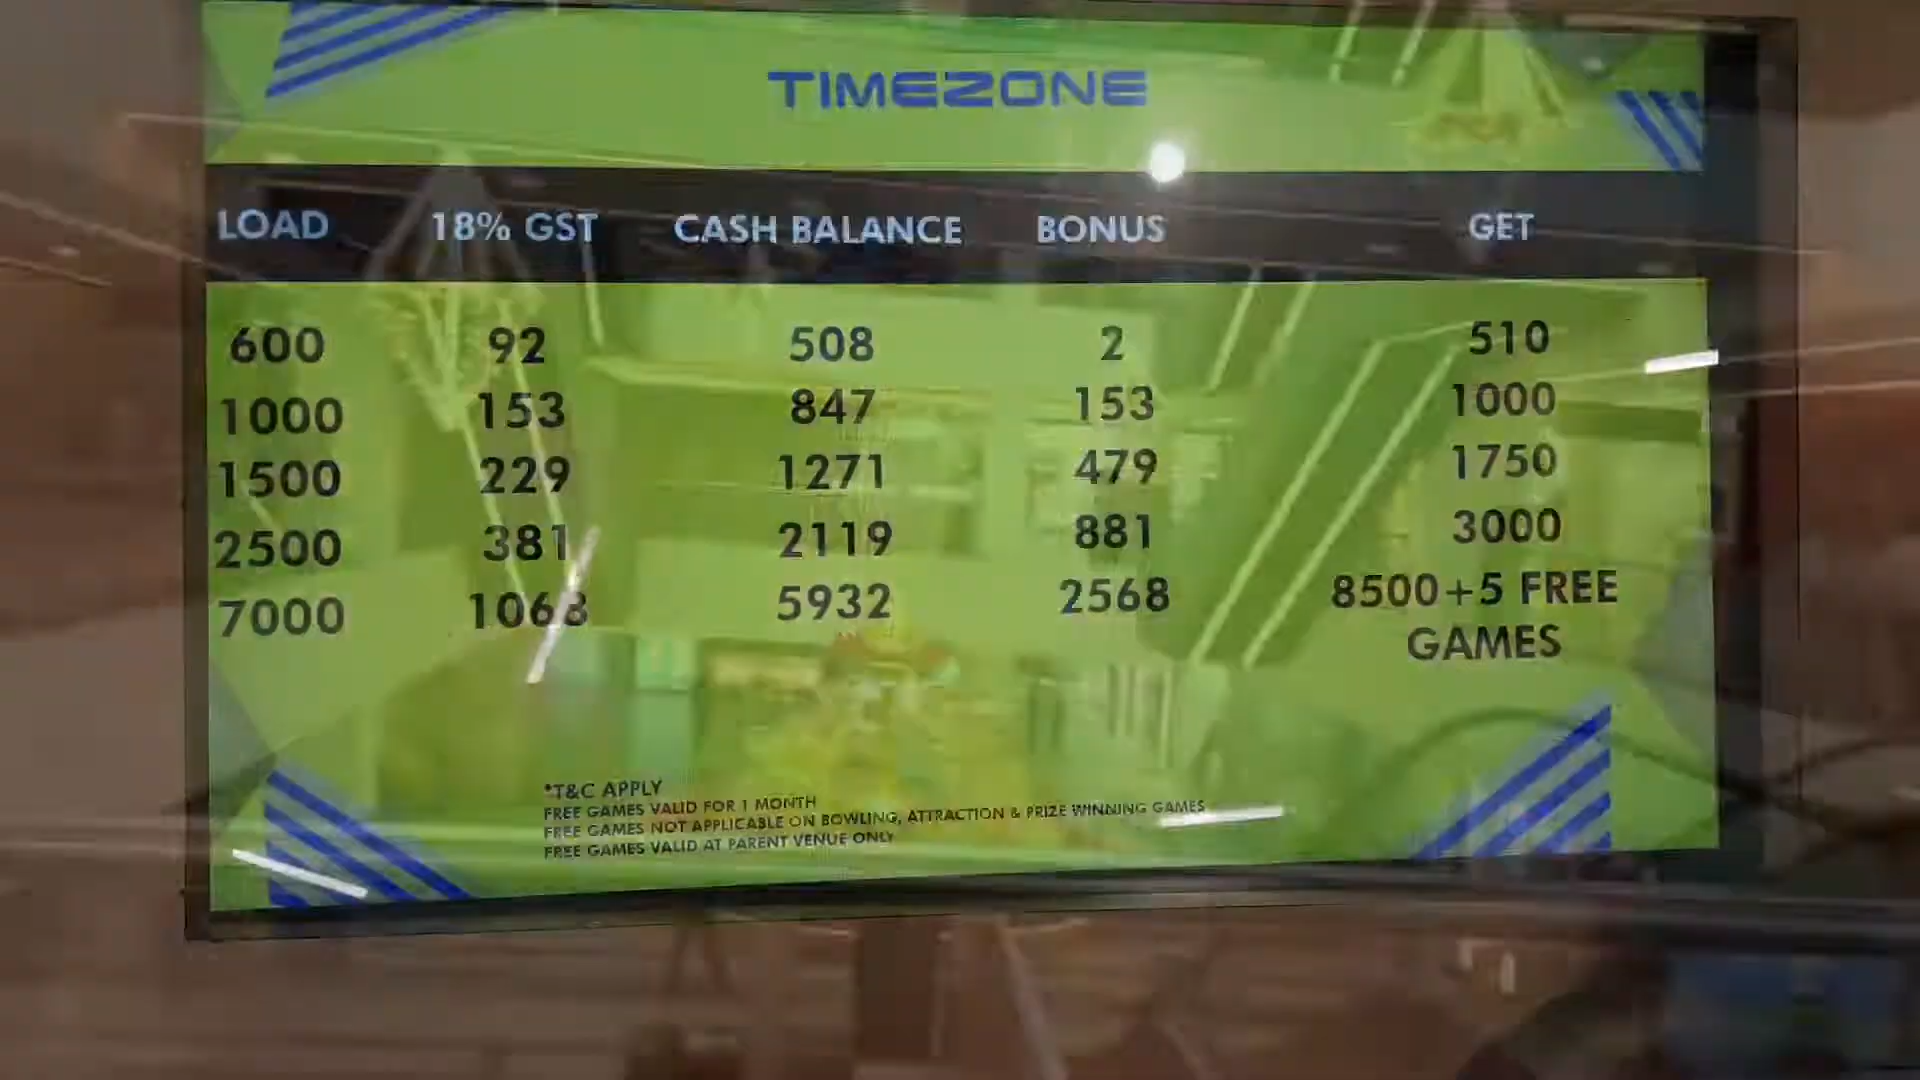 TIMEZONE
LOAD 18% GST CASH BALANCE BONUS GET
600 92 508 2 510
1000 153 847 153 1000
1500 229 1271 479 1750
2500 381 2119 881 3000
7000 1068 5932 2568 8500+5 FREE
GAMES
*T&C APPLY
FREE GAMES VALID FOR 1 MONTH
FREE GAMES NOT APPLICABLE ON BOWLING, ATTRACTION & PRIZE WINNING GAMES
FREE GAMES VALID AT PARENT VENUE ONLY